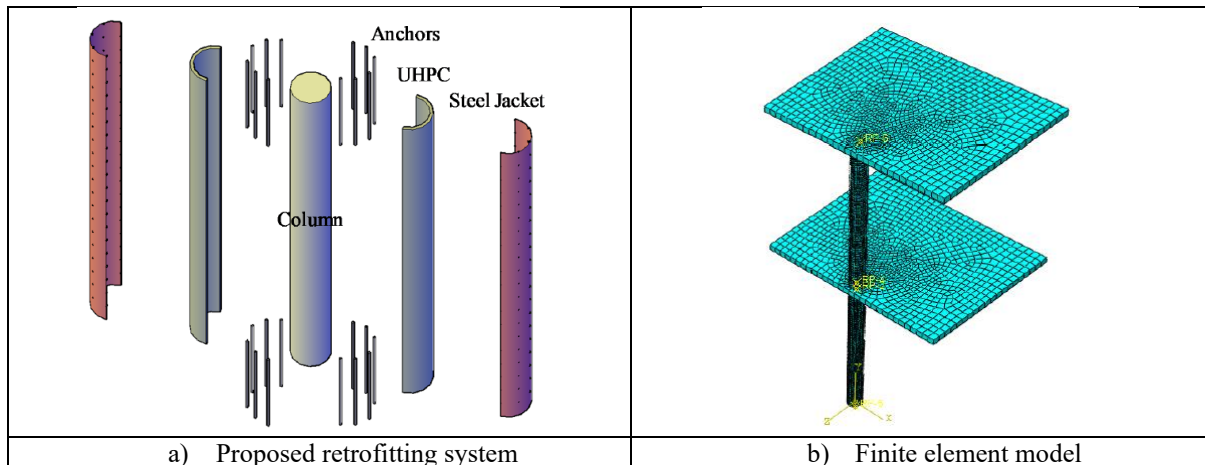 Anchors
UHPC
Steel Jacket
Column
Y
Z
X
a) Proposed retrofitting system
b) Finite element model